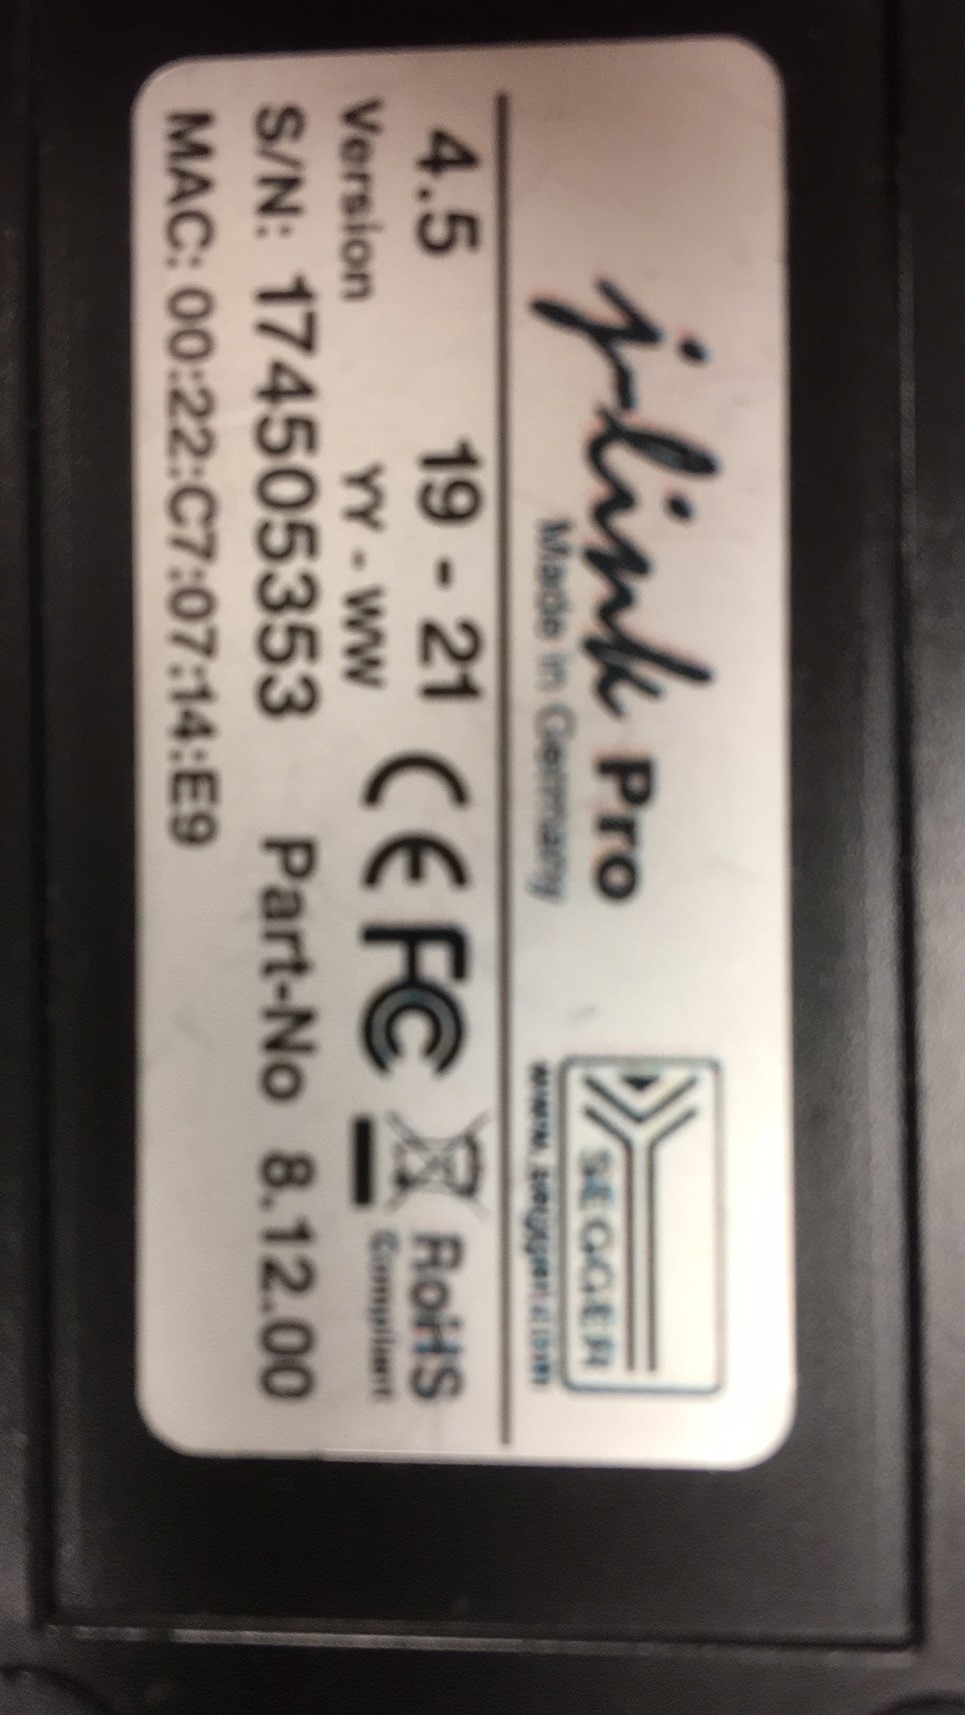 j-link Pro
Made in Germany
SEGGER
www.segger.com
4.5 19 - 21 CE FC RoHS
Version YY - WW Compliant
S/N: 174505353 Part-No 8.12.00
MAC: 00:22:C7:07:14:E9